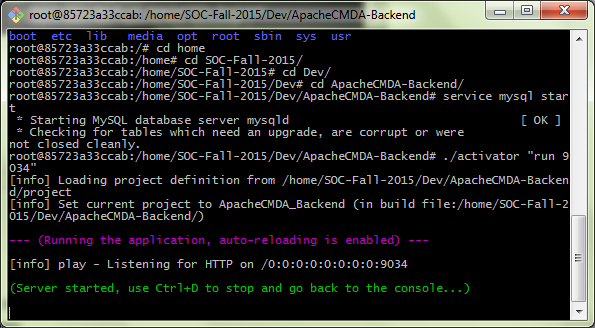 root@85723a33ccab: /home/SOC-Fall-2015/Dev/ApacheCMDA-Backend
boot  etc  lib   media  opt  root  sbin  sys  usr
root@85723a33ccab:/# cd home
root@85723a33ccab:/home# cd SOC-Fall-2015/
root@85723a33ccab:/home/SOC-Fall-2015# cd Dev/
root@85723a33ccab:/home/SOC-Fall-2015/Dev# cd ApacheCMDA-Backend/
root@85723a33ccab:/home/SOC-Fall-2015/Dev/ApacheCMDA-Backend# service mysql star
t
 * Starting MySQL database server mysqld                                 [ OK ]
 * Checking for tables which need an upgrade, are corrupt or were
not closed cleanly.
root@85723a33ccab:/home/SOC-Fall-2015/Dev/ApacheCMDA-Backend# ./activator "run 9
034"
[info] Loading project definition from /home/SOC-Fall-2015/Dev/ApacheCMDA-Backen
d/project
[info] Set current project to ApacheCMDA_Backend (in build file:/home/SOC-Fall-2
015/Dev/ApacheCMDA-Backend/)
--- (Running the application, auto-reloading is enabled) ---
[info] play - Listening for HTTP on /0:0:0:0:0:0:0:0:9034
(Server started, use Ctrl+D to stop and go back to the console...)